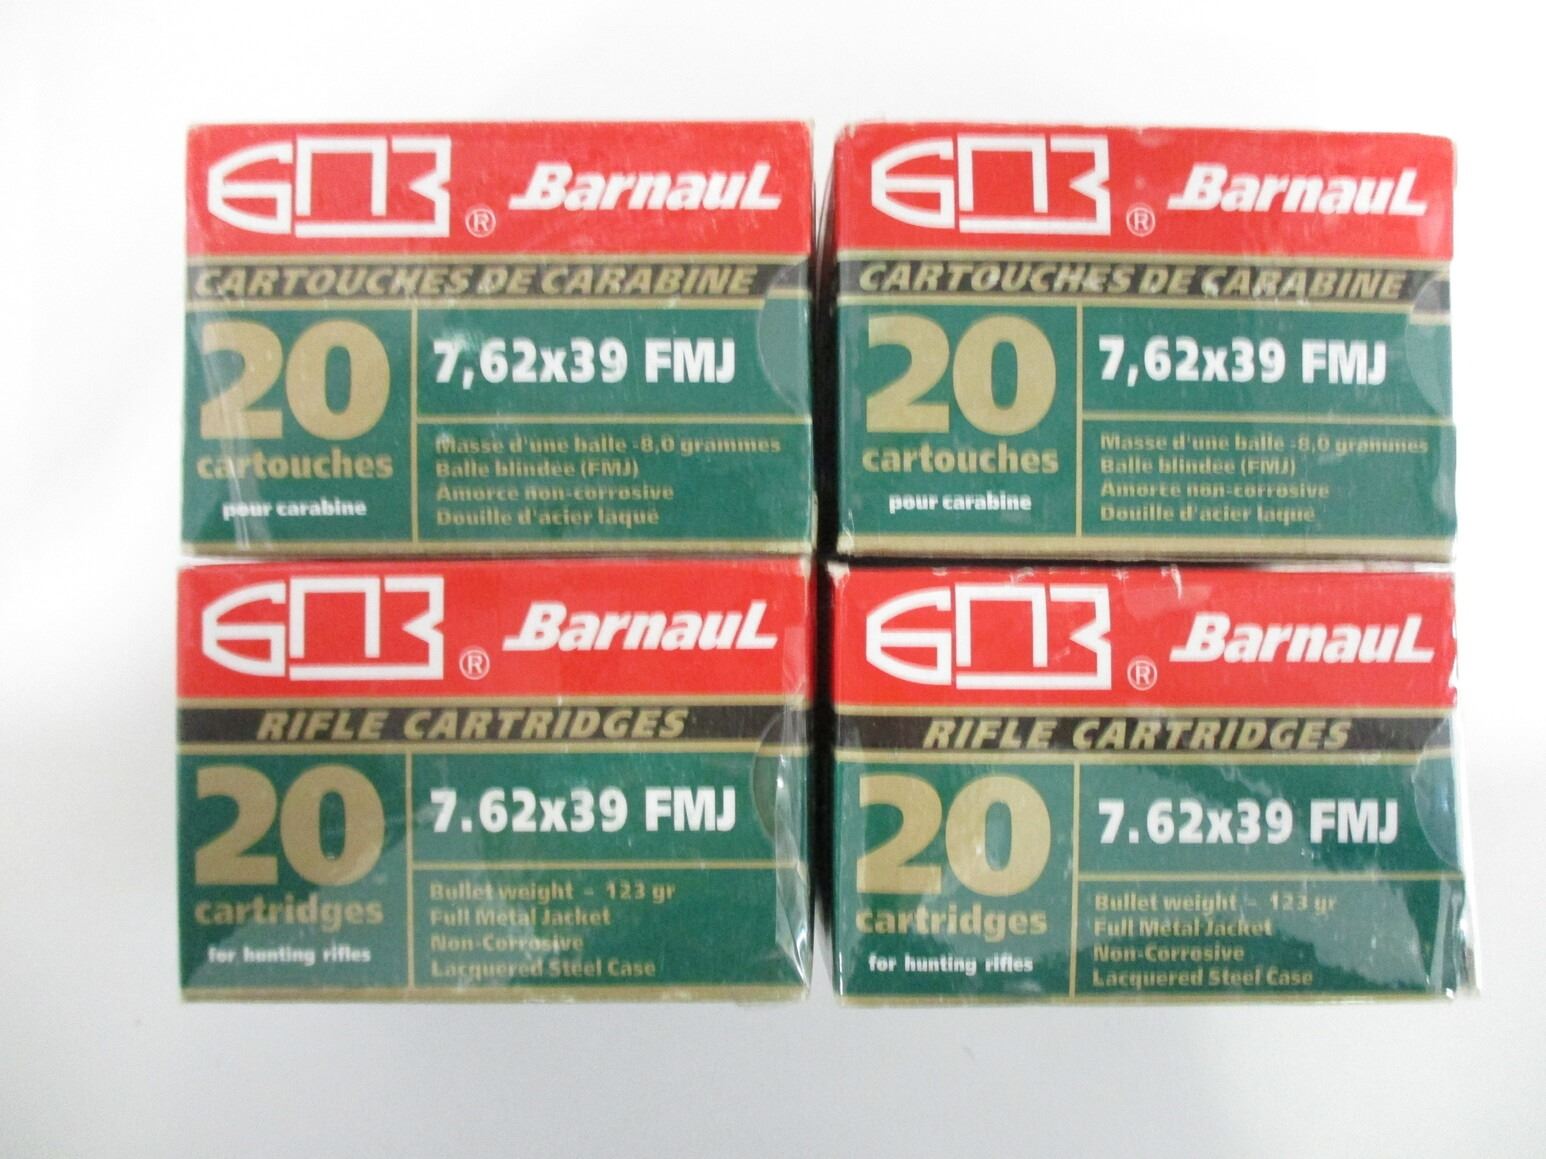 БПЗ ® Barnaul
CARTOUCHES DE CARABINE
20
cartouches
pour carabine
7,62x39 FMJ
Masse d'une balle -8,0 grammes
Balle blindée (FMJ)
Amorce non-corrosive
Douille d'acier laqué
БПЗ ® Barnaul
CARTOUCHES DE CARABINE
20
cartouches
pour carabine
7,62x39 FMJ
Masse d'une balle -8,0 grammes
Balle blindée (FMJ)
Amorce non-corrosive
Douille d'acier laqué
БПЗ ® Barnaul
RIFLE CARTRIDGES
20
cartridges
for hunting rifles
7.62x39 FMJ
Bullet weight – 123 gr
Full Metal Jacket
Non-Corrosive
Lacquered Steel Case
БПЗ ® Barnaul
RIFLE CARTRIDGES
20
cartridges
for hunting rifles
7.62x39 FMJ
Bullet weight – 123 gr
Full Metal Jacket
Non-Corrosive
Lacquered Steel Case